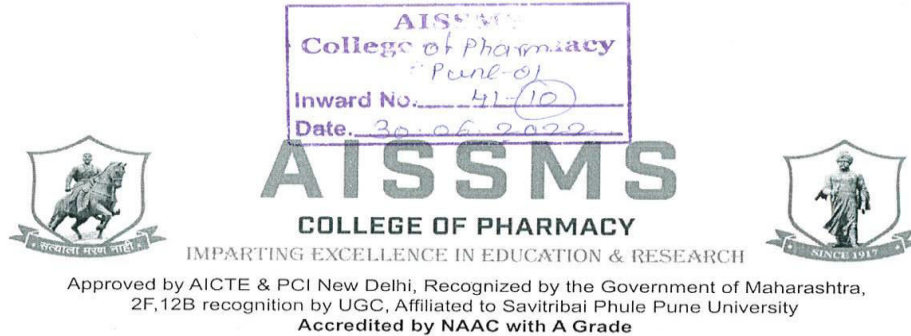 AISSMS
College of Pharmacy
Pune-01
Inward No. 41-10
Date. 30-06-2022
AISSMS
COLLEGE OF PHARMACY
IMPARTING EXCELLENCE IN EDUCATION & RESEARCH
सत्याला मरण नाही
SINCE 1917
Approved by AICTE & PCI New Delhi, Recognized by the Government of Maharashtra,
2F,12B recognition by UGC, Affiliated to Savitribai Phule Pune University
Accredited by NAAC with A Grade